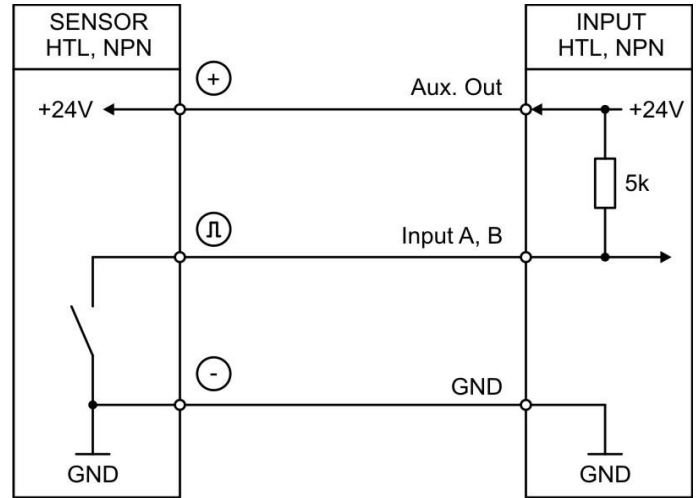 SENSOR
HTL, NPN
INPUT
HTL, NPN
+
Aux. Out
+24V
+24V
5k
Input A, B
-
GND
GND
GND